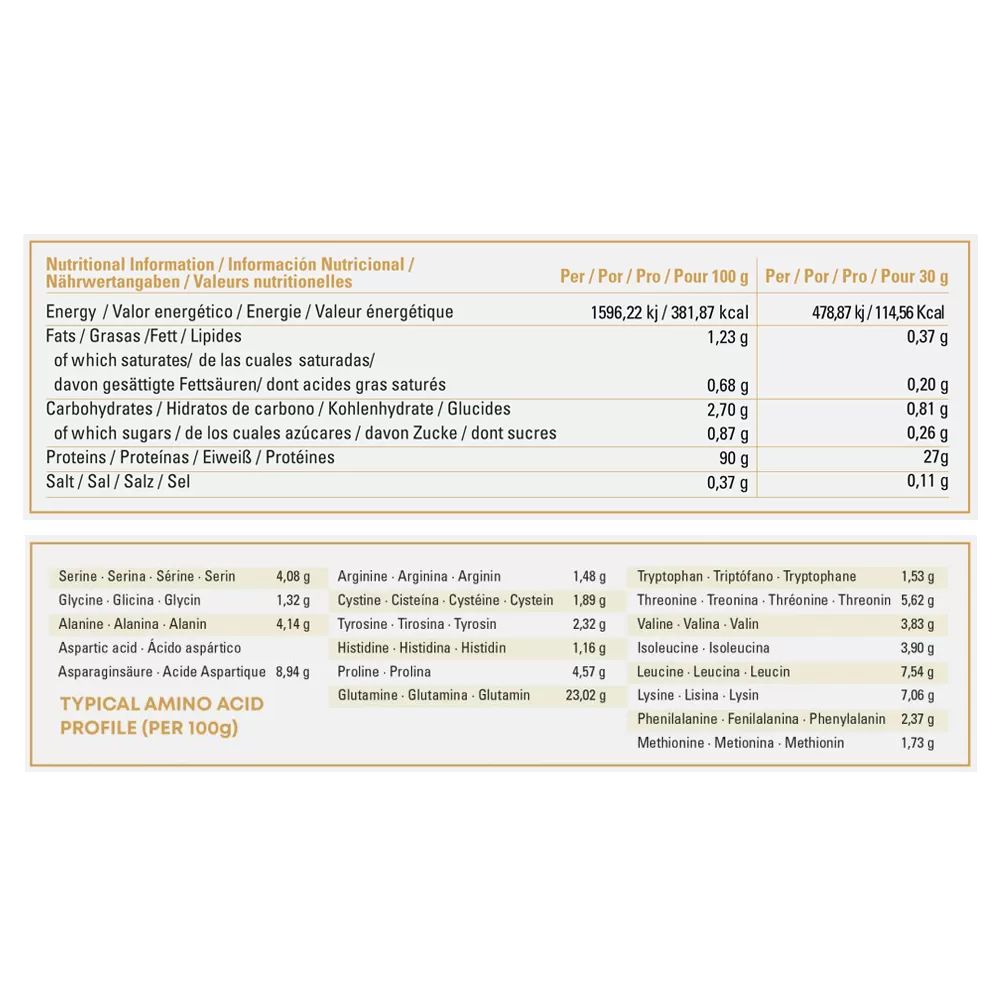 Nutritional Information / Información Nutricional /
Nährwertangaben / Valeurs nutritionelles
Per / Por / Pro / Pour 100 g Per / Por / Pro / Pour 30 g
Energy / Valor energético / Energie / Valeur énergétique 1596,22 kj / 381,87 kcal 478,87 kj / 114,56 Kcal
Fats / Grasas /Fett / Lipides 1,23 g 0,37 g
of which saturates/ de las cuales saturadas/
davon gesättigte Fettsäuren/ dont acides gras saturés 0,68 g 0,20 g
Carbohydrates / Hidratos de carbono / Kohlenhydrate / Glucides 2,70 g 0,81 g
of which sugars / de los cuales azúcares / davon Zucke / dont sucres 0,87 g 0,26 g
Proteins / Proteínas / Eiweiß / Protéines 90 g 27g
Salt / Sal / Salz / Sel 0,37 g 0,11 g
Serine · Serina · Sérine · Serin 4,08 g
Glycine · Glicina · Glycin 1,32 g
Alanine · Alanina · Alanin 4,14 g
Aspartic acid · Ácido aspártico
Asparaginsäure · Acide Aspartique 8,94 g
TYPICAL AMINO ACID
PROFILE (PER 100g)
Arginine · Arginina · Arginin 1,48 g
Cystine · Cisteína · Cystéine · Cystein 1,89 g
Tyrosine · Tirosina · Tyrosin 2,32 g
Histidine · Histidina · Histidin 1,16 g
Proline · Prolina 4,57 g
Glutamine · Glutamina · Glutamin 23,02 g
Tryptophan · Triptófano · Tryptophane 1,53 g
Threonine · Treonina · Thréonine · Threonin 5,62 g
Valine · Valina · Valin 3,83 g
Isoleucine · Isoleucina 3,90 g
Leucine · Leucina · Leucin 7,54 g
Lysine · Lisina · Lysin 7,06 g
Phenilalanine · Fenilalanina · Phenylalanin 2,37 g
Methionine · Metionina · Methionin 1,73 g